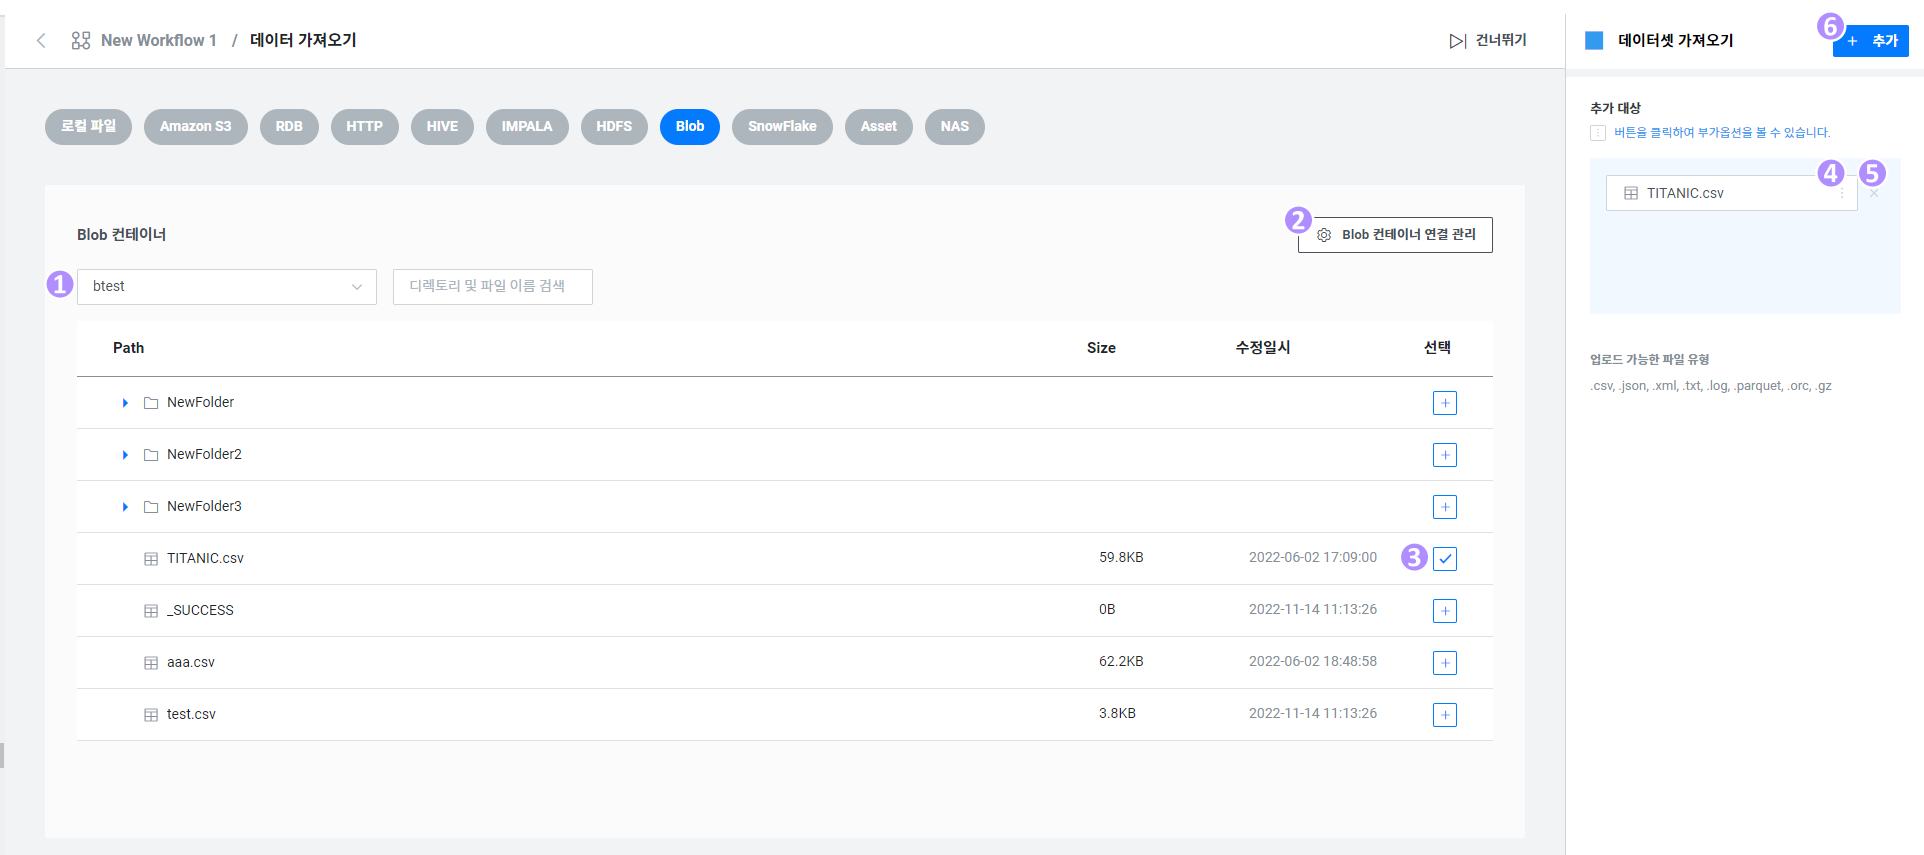 New Workflow 1 / 데이터 가져오기
건너뛰기
데이터셋 가져오기
6
+ 추가
로컬 파일
Amazon S3
RDB
HTTP
HIVE
IMPALA
HDFS
Blob
SnowFlake
Asset
NAS
Blob 컨테이너
2
Blob 컨테이너 연결 관리
1
btest
디렉토리 및 파일 이름 검색
Path Size 수정일시 선택
NewFolder
NewFolder2
NewFolder3
TITANIC.csv 59.8KB 2022-06-02 17:09:00 3
_SUCCESS 0B 2022-11-14 11:13:26
aaa.csv 62.2KB 2022-06-02 18:48:58
test.csv 3.8KB 2022-11-14 11:13:26
추가 대상
버튼을 클릭하여 부가옵션을 볼 수 있습니다.
4
5
TITANIC.csv
업로드 가능한 파일 유형
.csv, .json, .xml, .txt, .log, .parquet, .orc, .gz